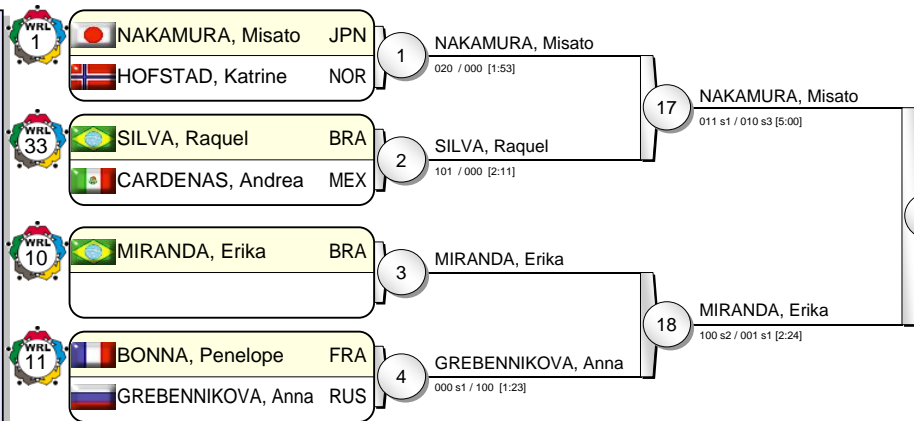 WRL
1
NAKAMURA, Misato JPN
HOFSTAD, Katrine NOR
1
NAKAMURA, Misato
020 / 000 [1:53]
17
NAKAMURA, Misato
011 s1 / 010 s3 [5:00]
WRL
33
SILVA, Raquel BRA
CARDENAS, Andrea MEX
2
SILVA, Raquel
101 / 000 [2:11]
WRL
10
MIRANDA, Erika BRA
3
MIRANDA, Erika
18
MIRANDA, Erika
100 s2 / 001 s1 [2:24]
WRL
11
BONNA, Penelope FRA
GREBENNIKOVA, Anna RUS
4
GREBENNIKOVA, Anna
000 s1 / 100 [1:23]